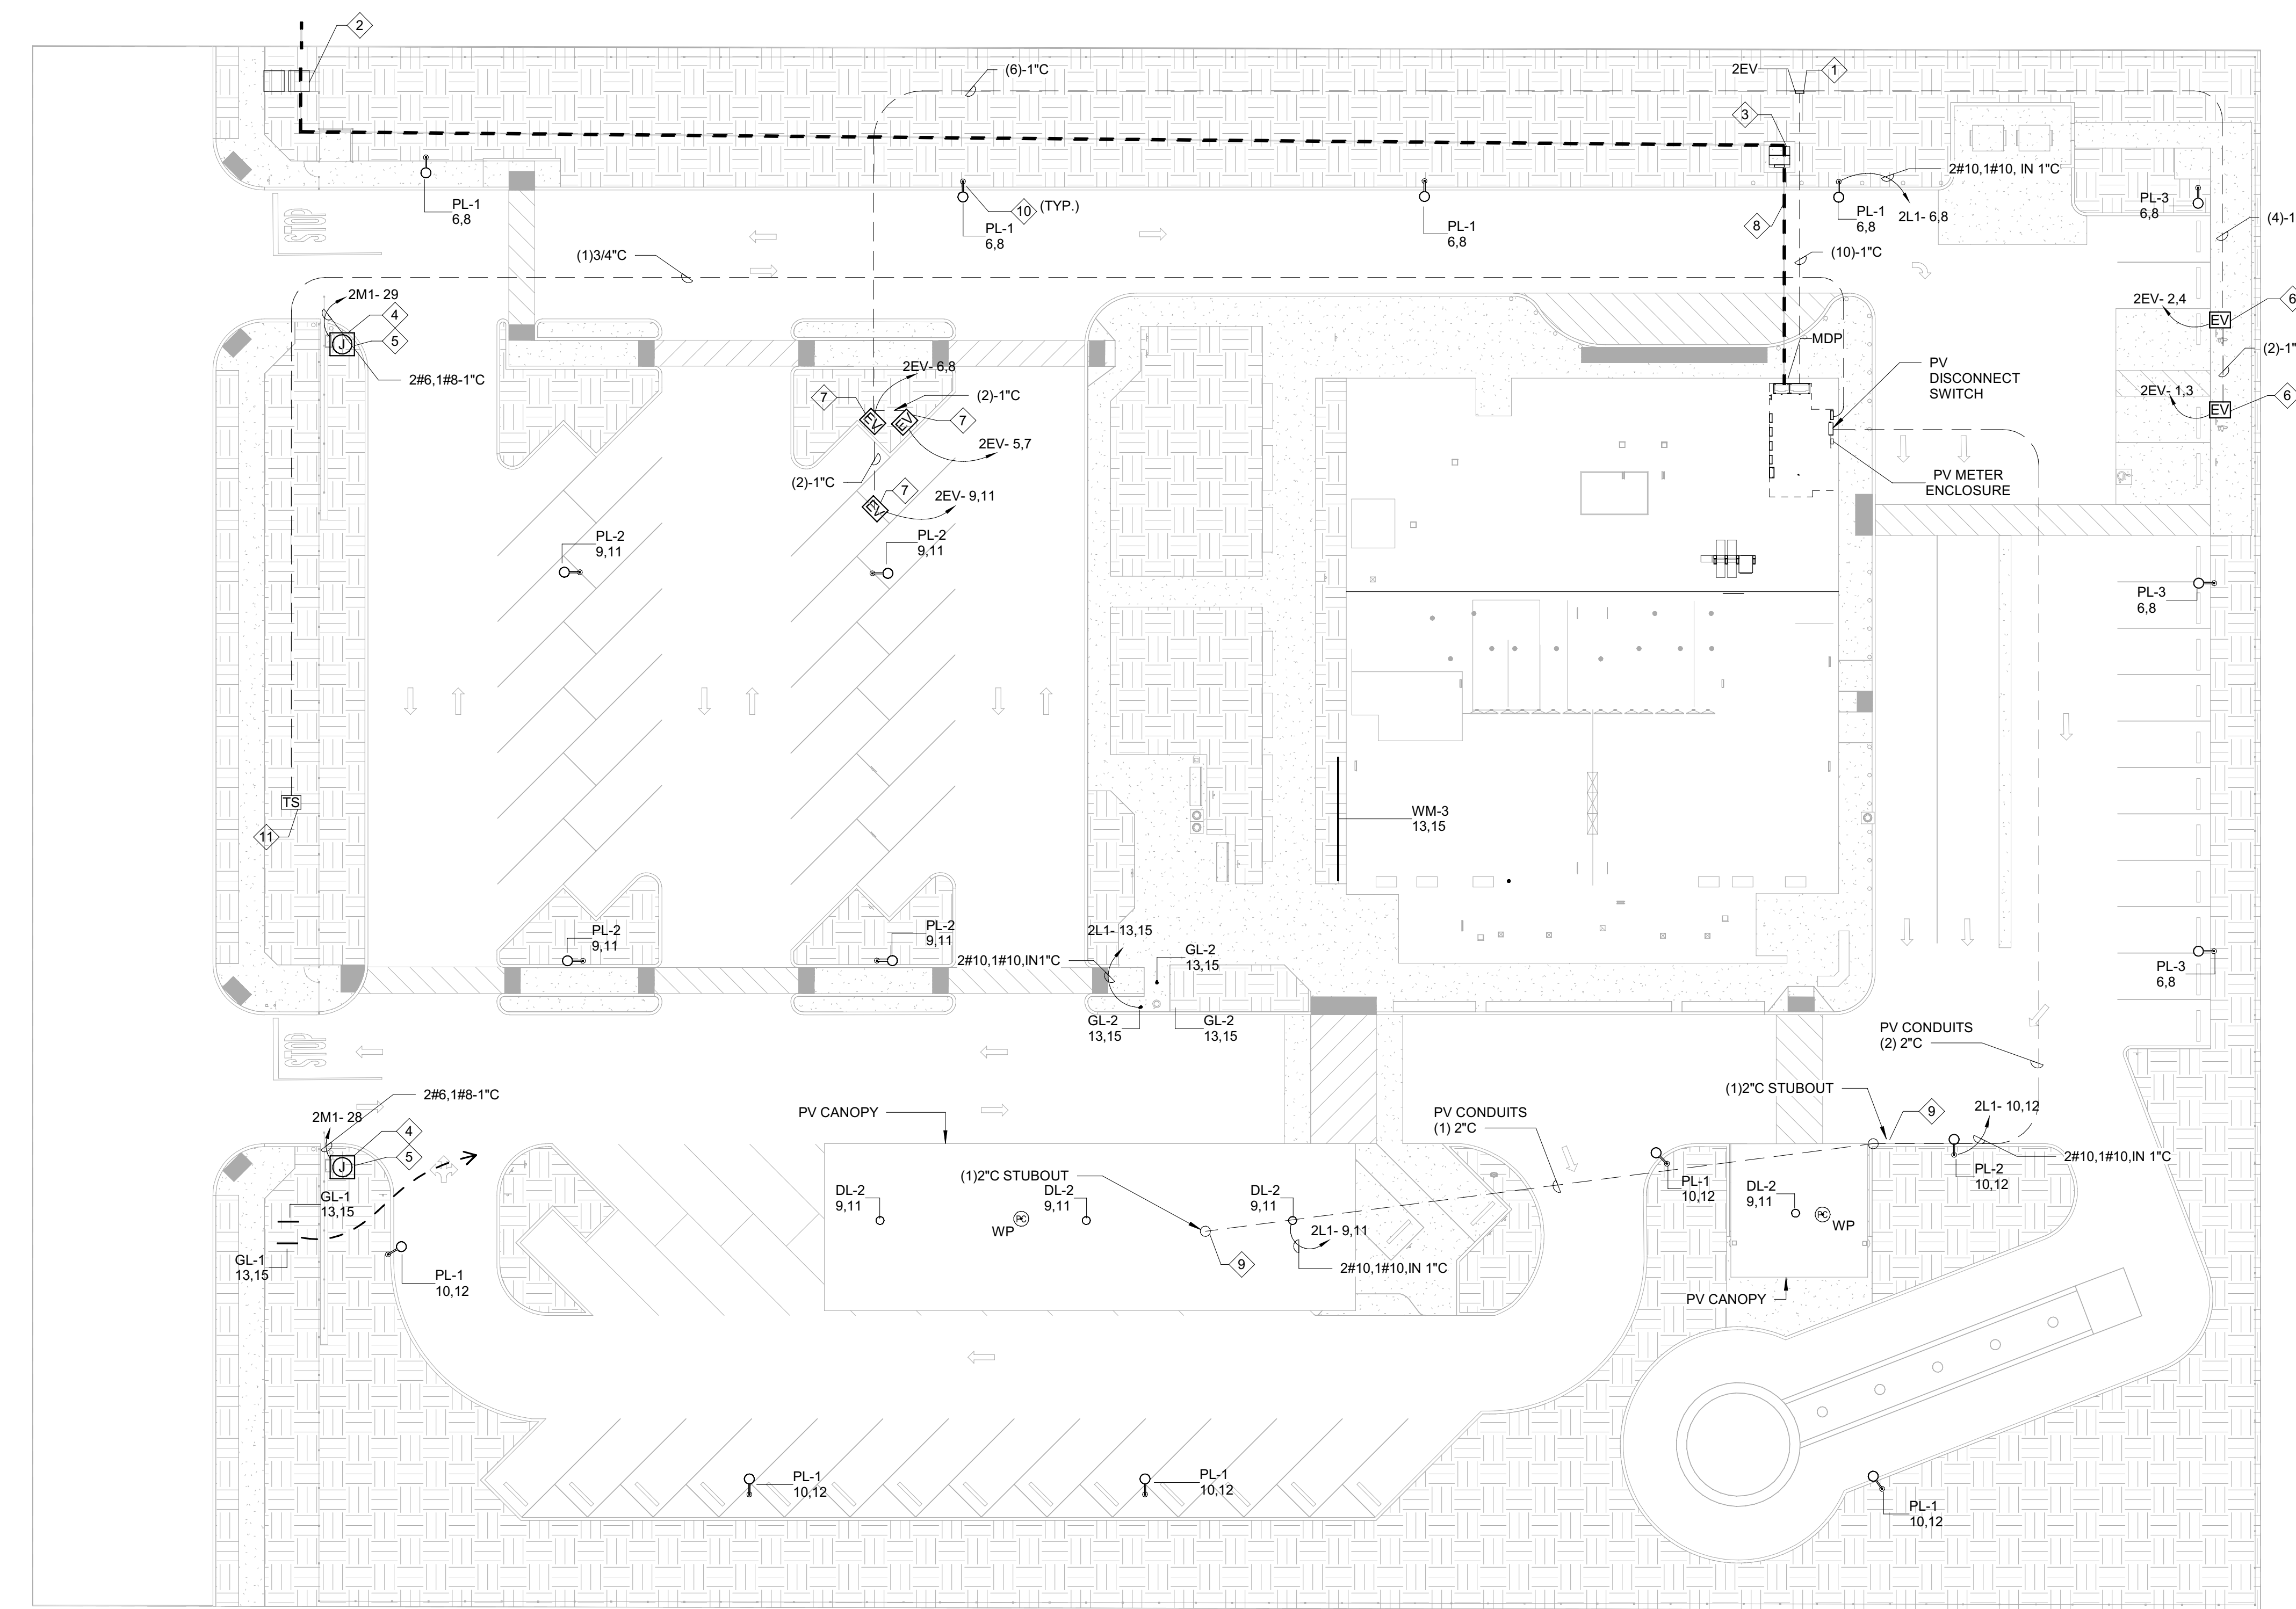 2
(6)-1"C
2EV
1
3
2#10,1#10, IN 1"C
PL-1
6,8
10
(TYP.)
PL-1
6,8
PL-1
6,8
PL-1
6,8
2L1- 6,8
PL-3
6,8
(4)-1
8
(10)-1"C
(1)3/4"C
STOP
2M1- 29
4
5
J
2#6,1#8-1"C
2EV- 2,4
6
EV
(2)-1"
2EV- 1,3
6
EV
MDP
PV
DISCONNECT
SWITCH
2EV- 6,8
(2)-1"C
7
EV
EV
7
2EV- 5,7
(2)-1"C
7
EV
2EV- 9,11
PV METER
ENCLOSURE
PL-2
9,11
PL-2
9,11
PL-3
6,8
TS
11
WM-3
13,15
PL-2
9,11
PL-2
9,11
2L1- 13,15
2#10,1#10,IN1"C
GL-2
13,15
GL-2
13,15
GL-2
13,15
PL-3
6,8
STOP
PV CONDUITS
(2) 2"C
2#6,1#8-1"C
2M1- 28
4
5
J
PV CANOPY
PV CONDUITS
(1) 2"C
(1)2"C STUBOUT
9
2L1- 10,12
2#10,1#10,IN 1"C
PL-2
10,12
GL-1
13,15
GL-1
13,15
PL-1
10,12
(1)2"C STUBOUT
DL-2
9,11
DL-2
9,11
DL-2
9,11
PC
WP
2L1- 9,11
9
2#10,1#10,IN 1"C
PL-1
10,12
DL-2
9,11
PC
WP
PV CANOPY
PL-1
10,12
PL-1
10,12
PL-1
10,12